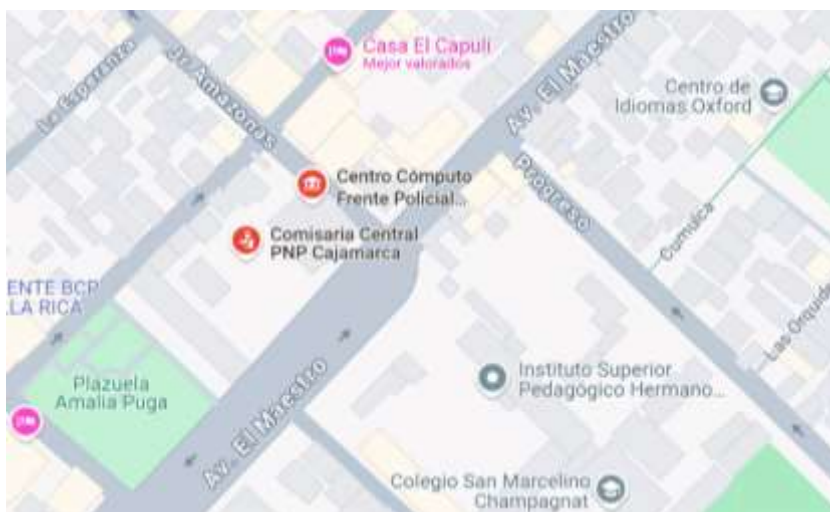 Casa El Capuli
Mejor valorados
La Esperanza
Jr. Amazonas
Av. El Maestro
Centro de
Idiomas Oxford
Centro Cómputo
Frente Policial...
Progreso
Comisaria Central
PNP Cajamarca
Cumulca
ENTE BCP
LA RICA
Las Orquíde
Plazuela
Amalia Puga
Av. El Maestro
Instituto Superior
Pedagógico Hermano...
Colegio San Marcelino
Champagnat